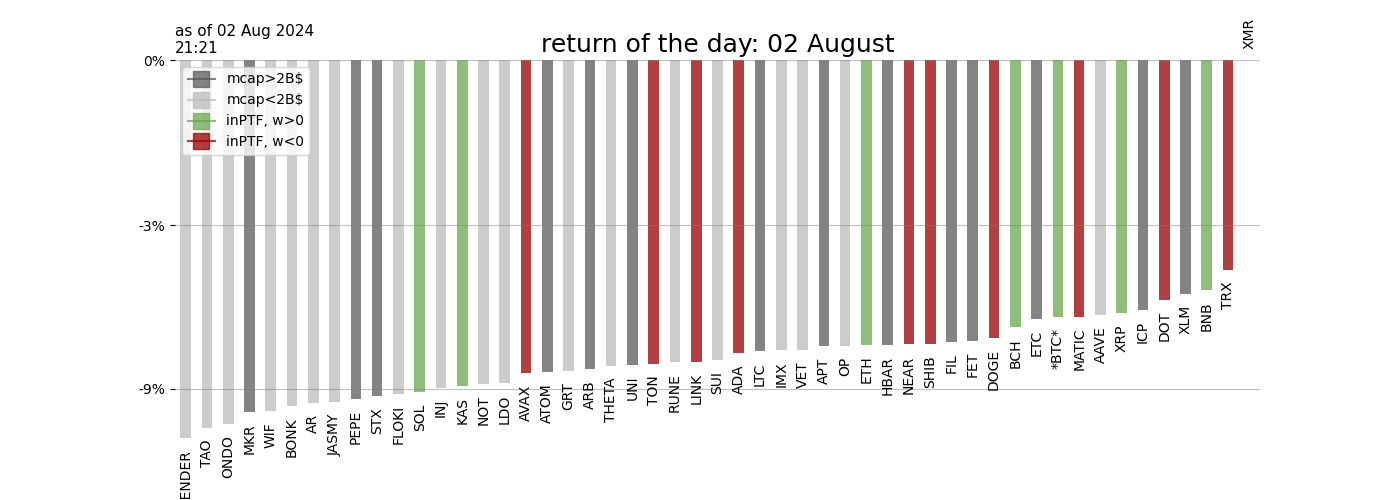 as of 02 Aug 2024
21:21
return of the day: 02 August
XMR
0%
-3%
-9%
mcap>2B$
mcap<2B$
inPTF, w>0
inPTF, w<0
ENDER
TAO
ONDO
MKR
WIF
BONK
AR
JASMY
PEPE
STX
FLOKI
SOL
INJ
KAS
NOT
LDO
AVAX
ATOM
GRT
ARB
THETA
UNI
TON
RUNE
LINK
SUI
ADA
LTC
IMX
VET
APT
OP
ETH
HBAR
NEAR
SHIB
FIL
FET
DOGE
BCH
ETC
*BTC*
MATIC
AAVE
XRP
ICP
DOT
XLM
BNB
TRX